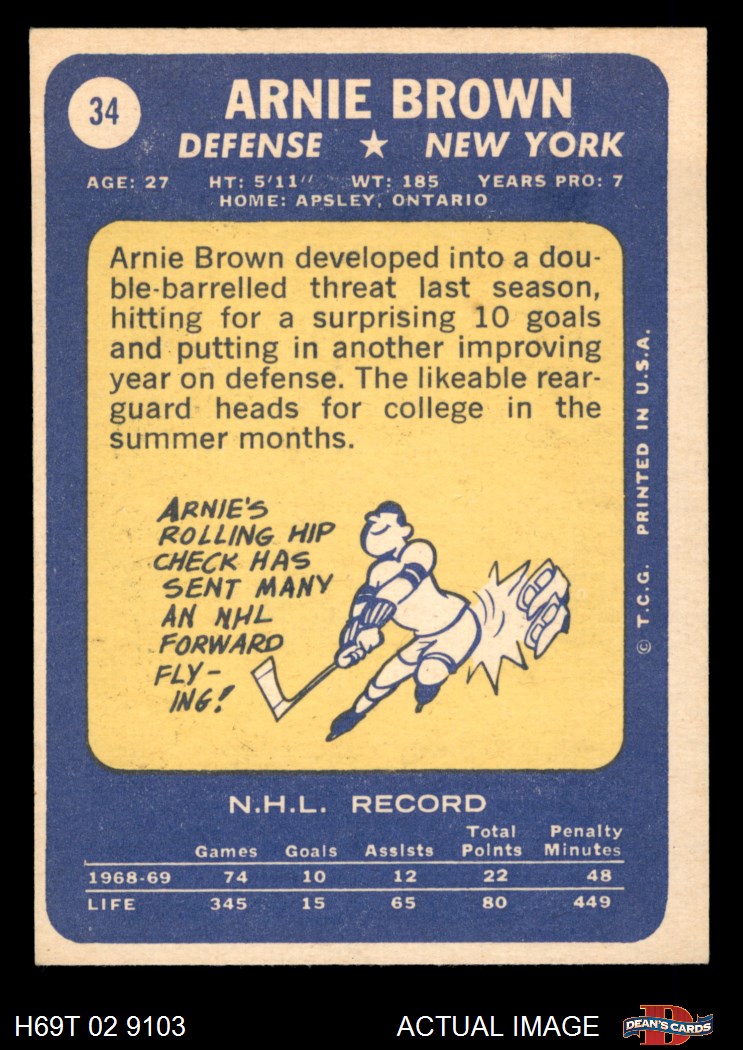 34
ARNIE BROWN
DEFENSE ★ NEW YORK
AGE: 27 HT: 5'11" WT: 185 YEARS PRO: 7
HOME: APSLEY, ONTARIO
Arnie Brown developed into a dou-
ble-barrelled threat last season,
hitting for a surprising 10 goals
and putting in another improving
year on defense. The likeable rear-
guard heads for college in the
summer months.
ARNIE'S
ROLLING HIP
CHECK HAS
SENT MANY
AN NHL
FORWARD
FLY-
ING!
© T.C.G. PRINTED IN U.S.A.
N.H.L. RECORD
Games Goals Assists Total Points Penalty Minutes
1968-69 74 10 12 22 48
LIFE 345 15 65 80 449
H69T 02 9103 ACTUAL IMAGE
D
DEAN'S CARDS